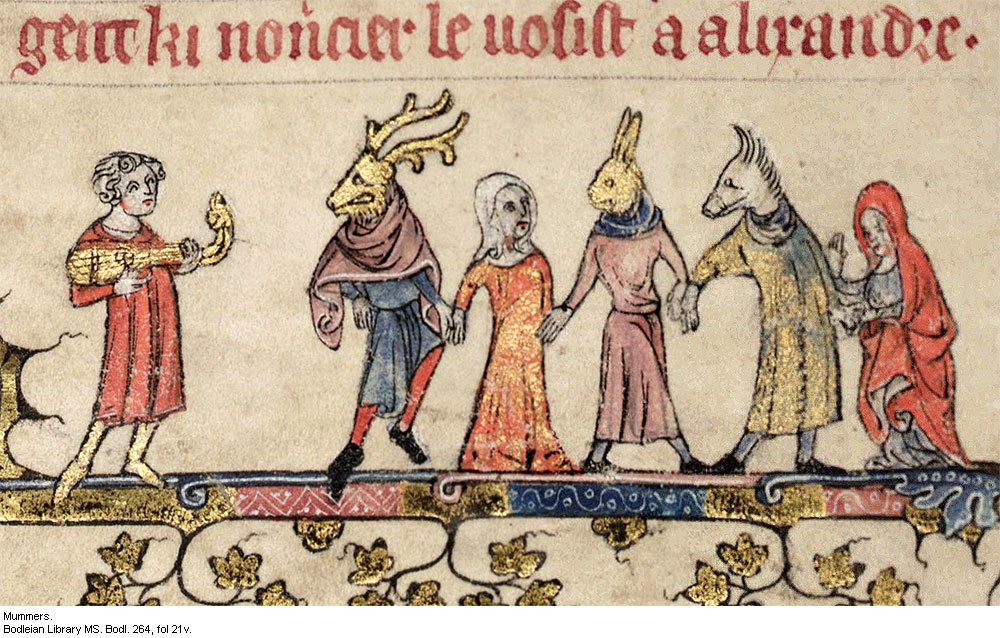 gent ki noncier le uosist a alixandre.
Mummers.
Bodleian Library MS. Bodl. 264, fol 21v.